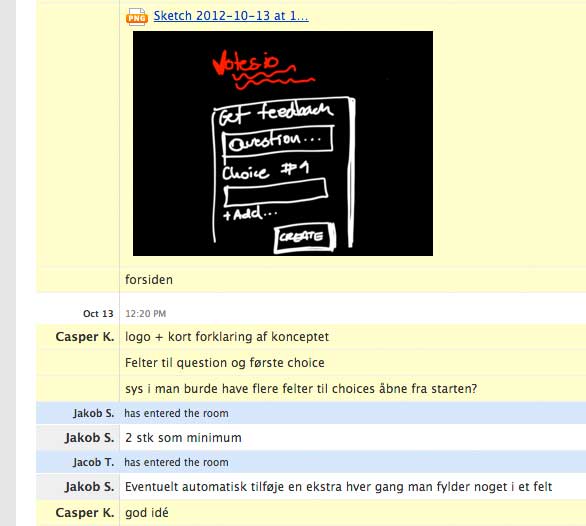 PNG Sketch 2012-10-13 at 1...
Votes.io
Get feedback
Question...
Choice #1
+Add...
CREATE
forsiden
Oct 13 12:20 PM
Casper K. logo + kort forklaring af konceptet
Felter til question og første choice
sys i man burde have flere felter til choices åbne fra starten?
Jakob S. has entered the room
Jakob S. 2 stk som minimum
Jacob T. has entered the room
Jakob S. Eventuelt automatisk tilføje en ekstra hver gang man fylder noget i et felt
Casper K. god idé